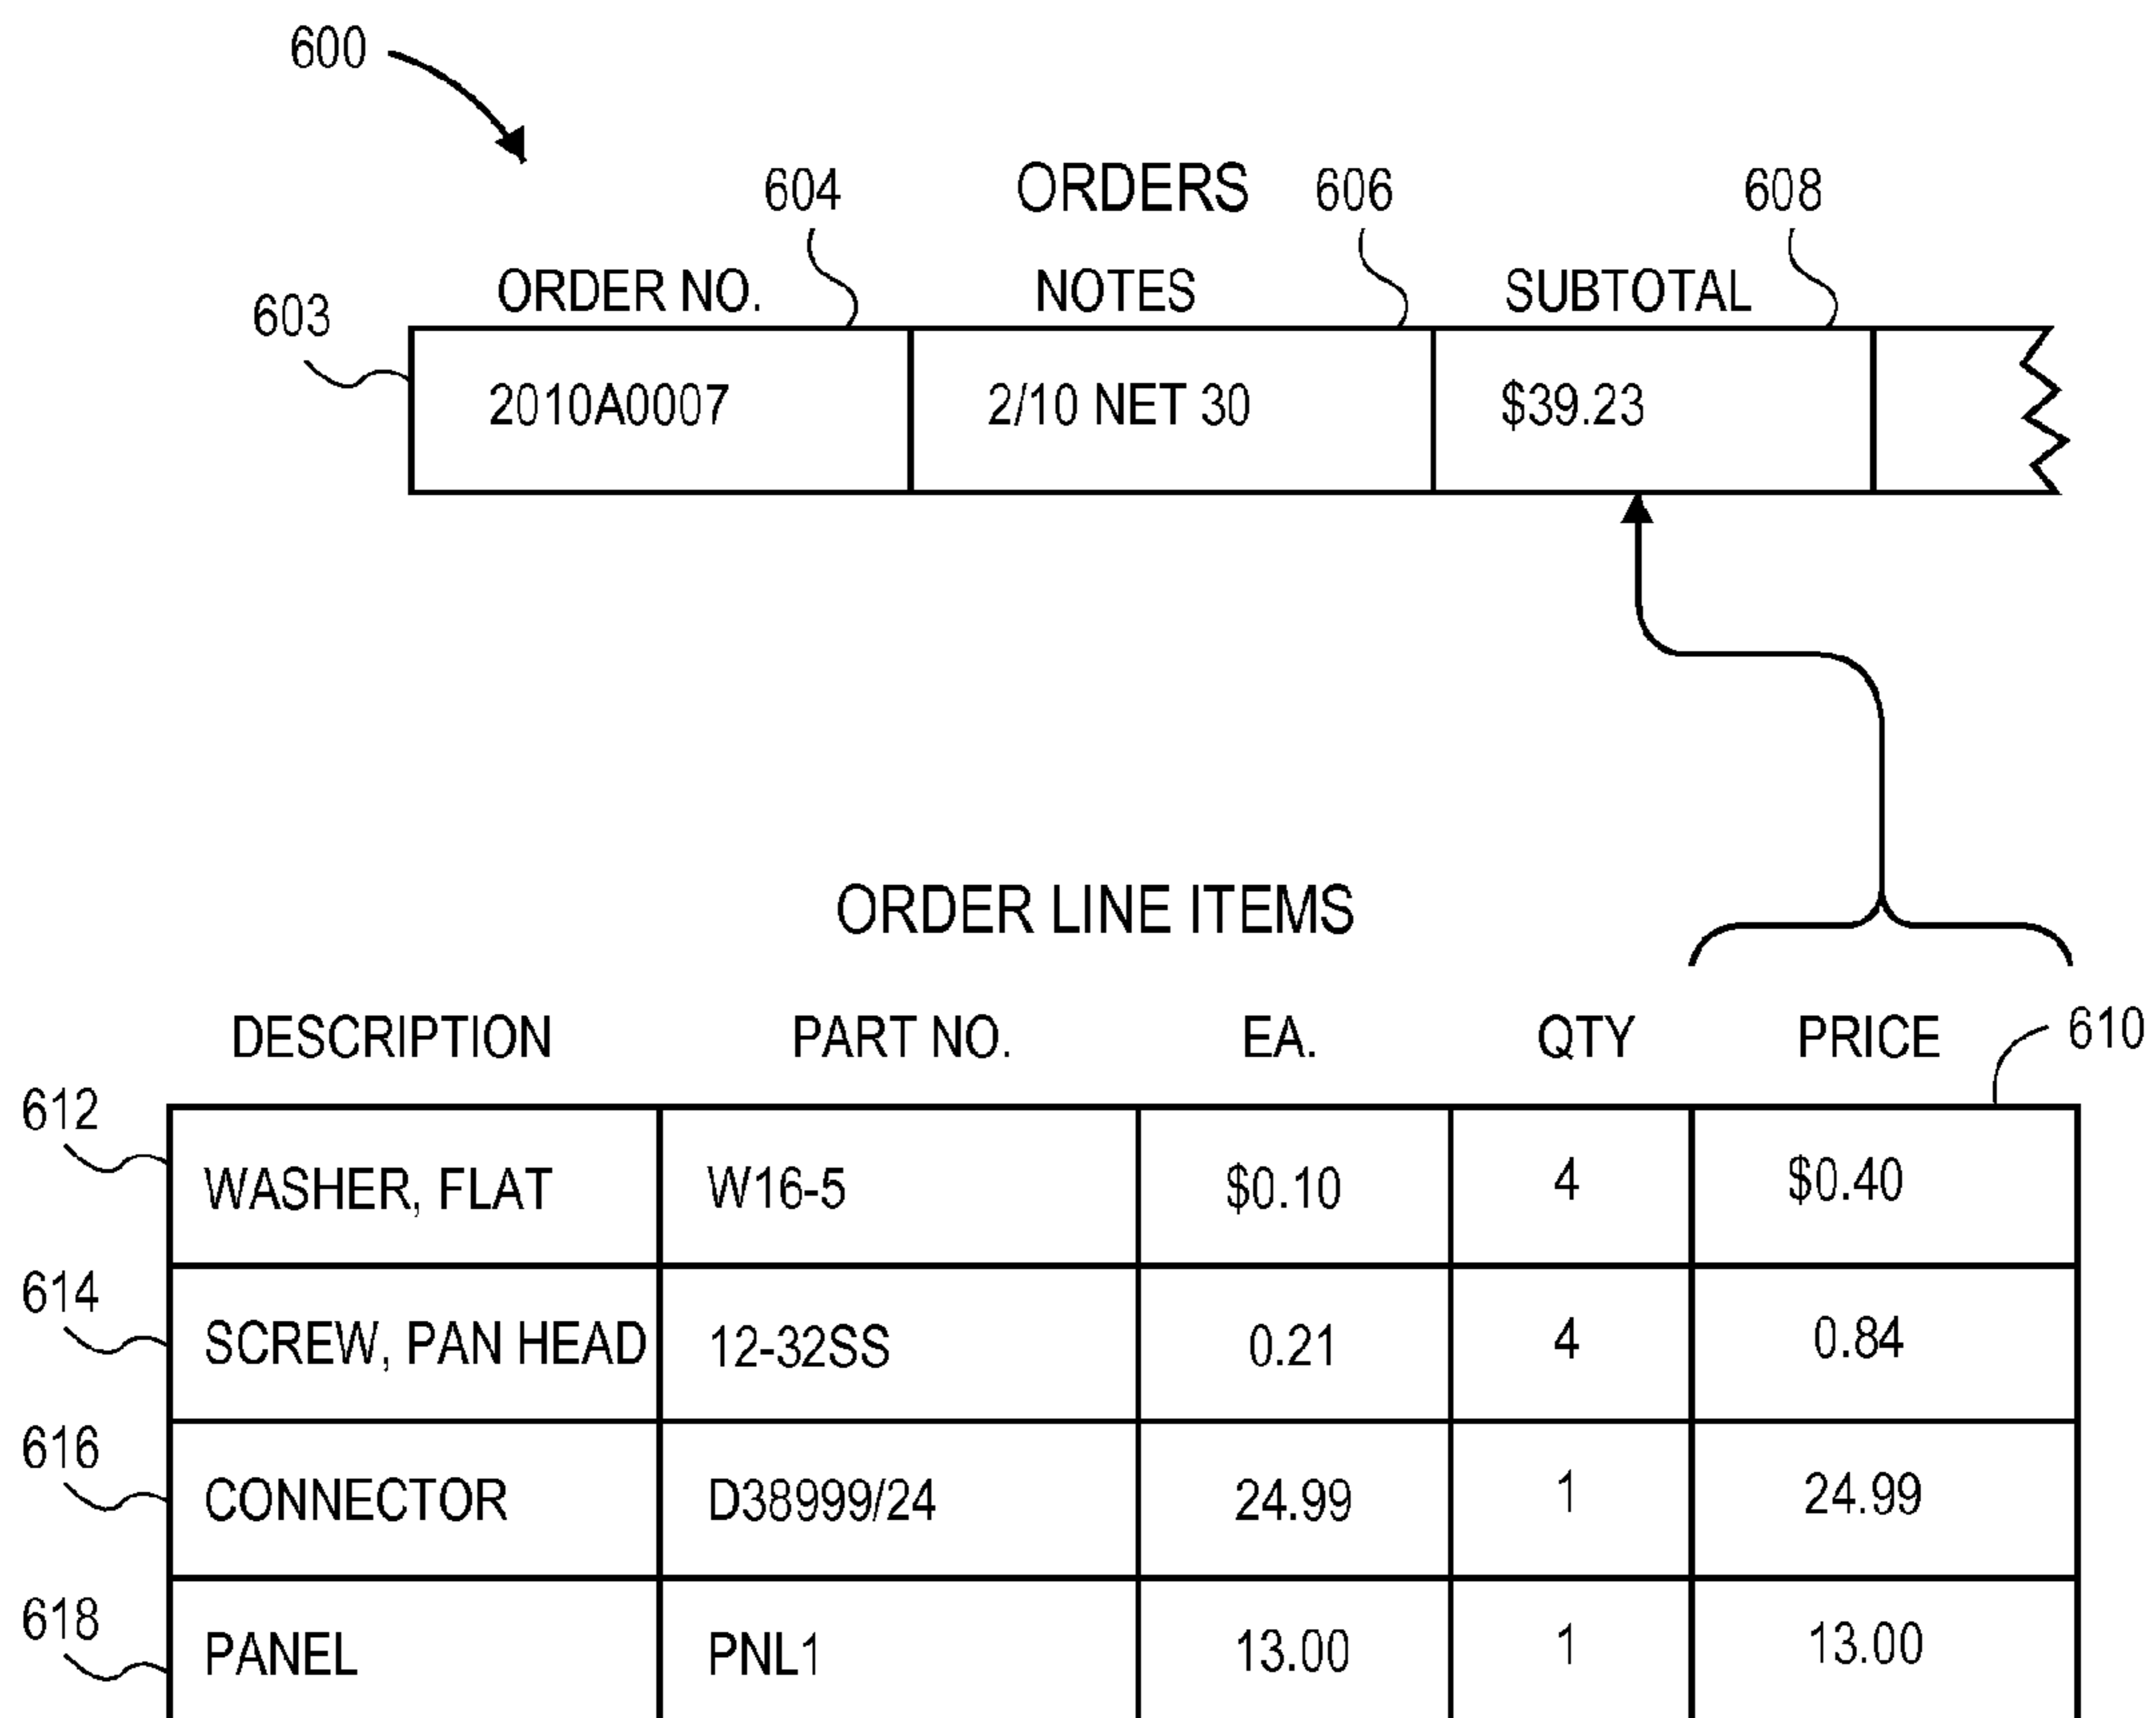 600
604 ORDERS 606 608
603 ORDER NO. NOTES SUBTOTAL
2010A0007 2/10 NET 30 $39.23
ORDER LINE ITEMS
DESCRIPTION PART NO. EA. QTY PRICE 610
612 WASHER, FLAT W16-5 $0.10 4 $0.40
614 SCREW, PAN HEAD 12-32SS 0.21 4 0.84
616 CONNECTOR D38999/24 24.99 1 24.99
618 PANEL PNL1 13.00 1 13.00